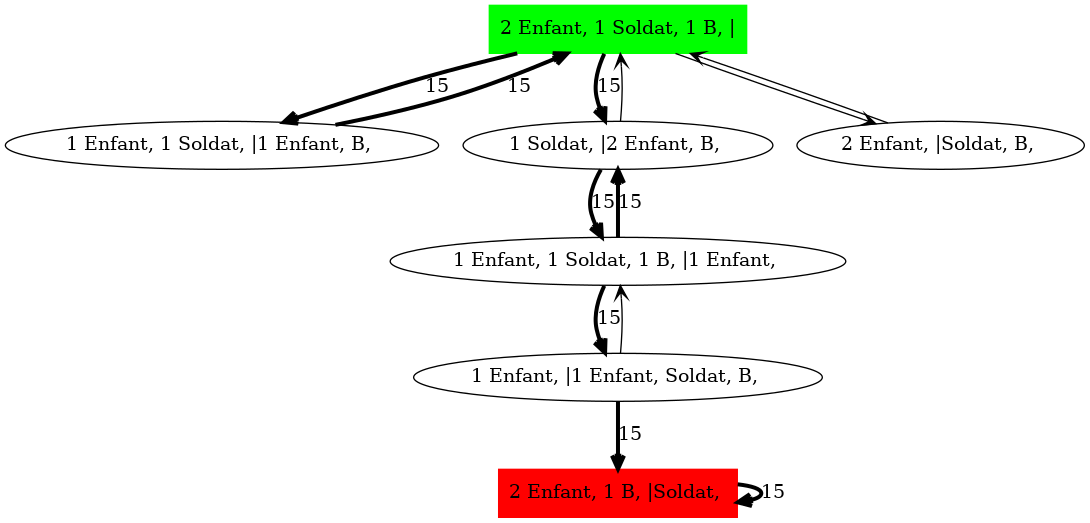 2 Enfant, 1 Soldat, 1 B, |
15
15
15
1 Enfant, 1 Soldat, |1 Enfant, B,
1 Soldat, |2 Enfant, B,
2 Enfant, |Soldat, B,
15
15
1 Enfant, 1 Soldat, 1 B, |1 Enfant,
15
1 Enfant, |1 Enfant, Soldat, B,
15
2 Enfant, 1 B, |Soldat,
15